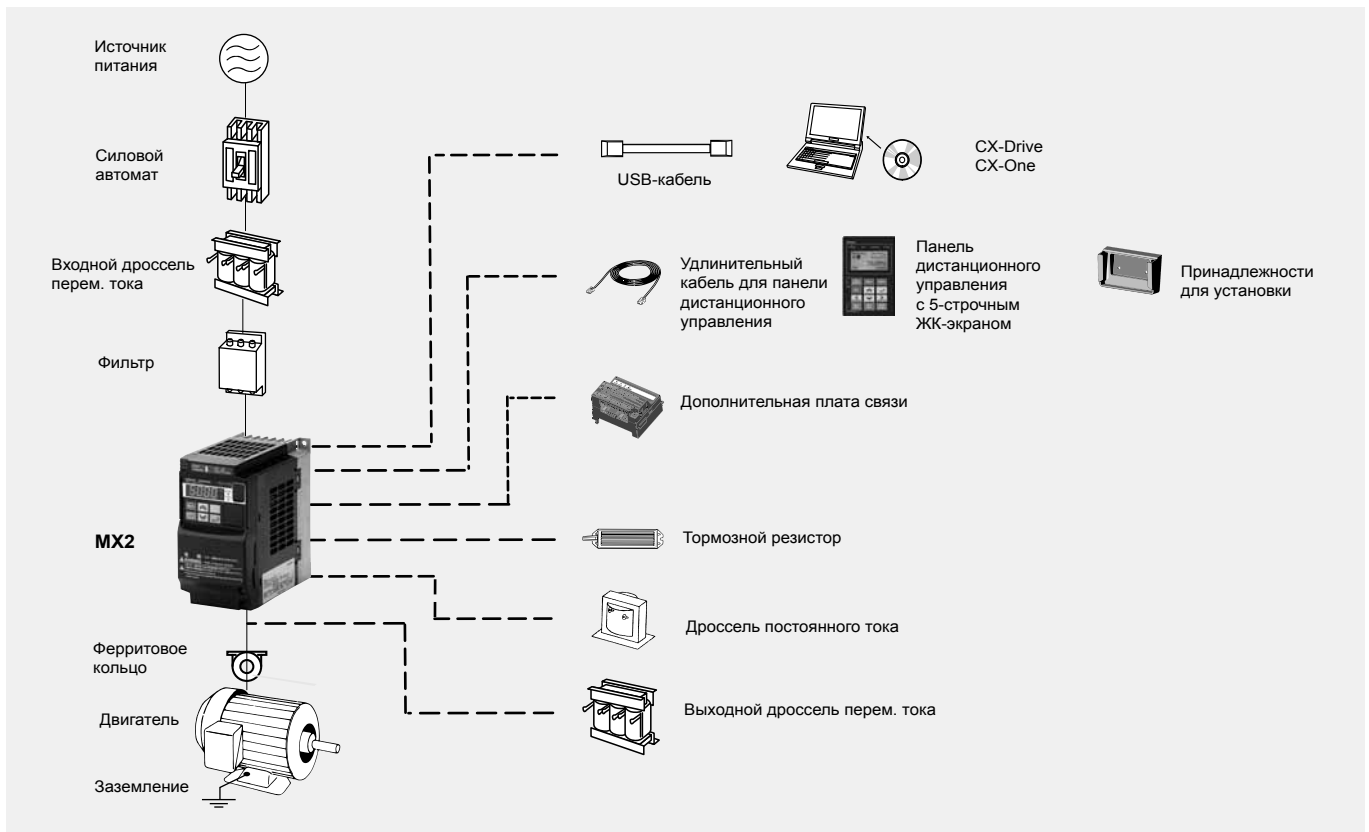 Источник
питания
Силовой
автомат
Входной дроссель
перем. тока
Фильтр
MX2
Ферритовое
кольцо
Двигатель
Заземление
USB-кабель
CX-Drive
CX-One
Удлинительный
кабель для панели
дистанционного
управления
Панель
дистанционного
управления
с 5-строчным
ЖК-экраном
Принадлежности
для установки
Дополнительная плата связи
Тормозной резистор
Дроссель постоянного тока
Выходной дроссель перем. тока